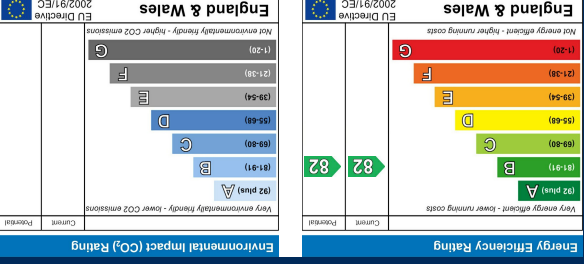 Energy Efficiency Rating
Current
Potential
Very energy efficient - lower running costs
(92 plus) A
(81-91) B
82
82
(69-80) C
(55-68) D
(39-54) E
(21-38) F
(1-20) G
Not energy efficient - higher running costs
England & Wales
EU Directive
2002/91/EC
Environmental Impact (CO₂) Rating
Current
Potential
Very environmentally friendly - lower CO2 emissions
(92 plus) A
(81-91) B
(69-80) C
(55-68) D
(39-54) E
(21-38) F
(1-20) G
Not environmentally friendly - higher CO2 emissions
England & Wales
EU Directive
2002/91/EC